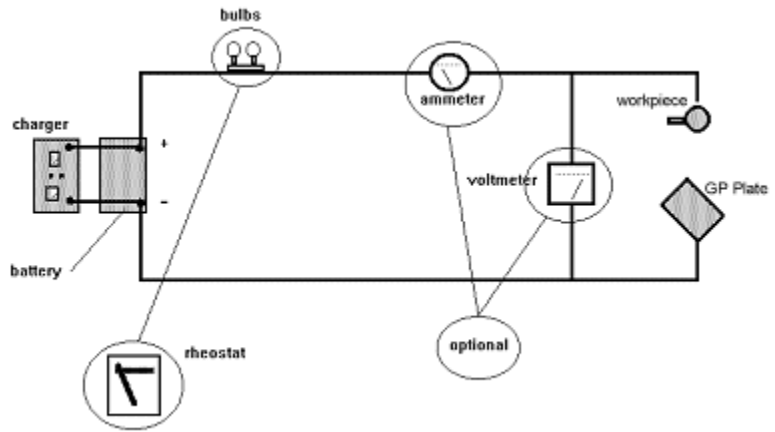 bulbs
ammeter
workpiece
charger
+
voltmeter
GP Plate
-
battery
optional
rheostat